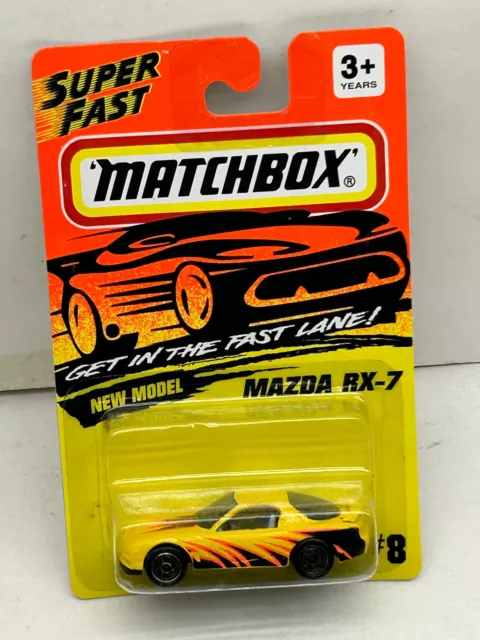 SUPER
FAST
3+
YEARS
'MATCHBOX'®
GET IN THE FAST LANE!
NEW MODEL
MAZDA RX-7
#8